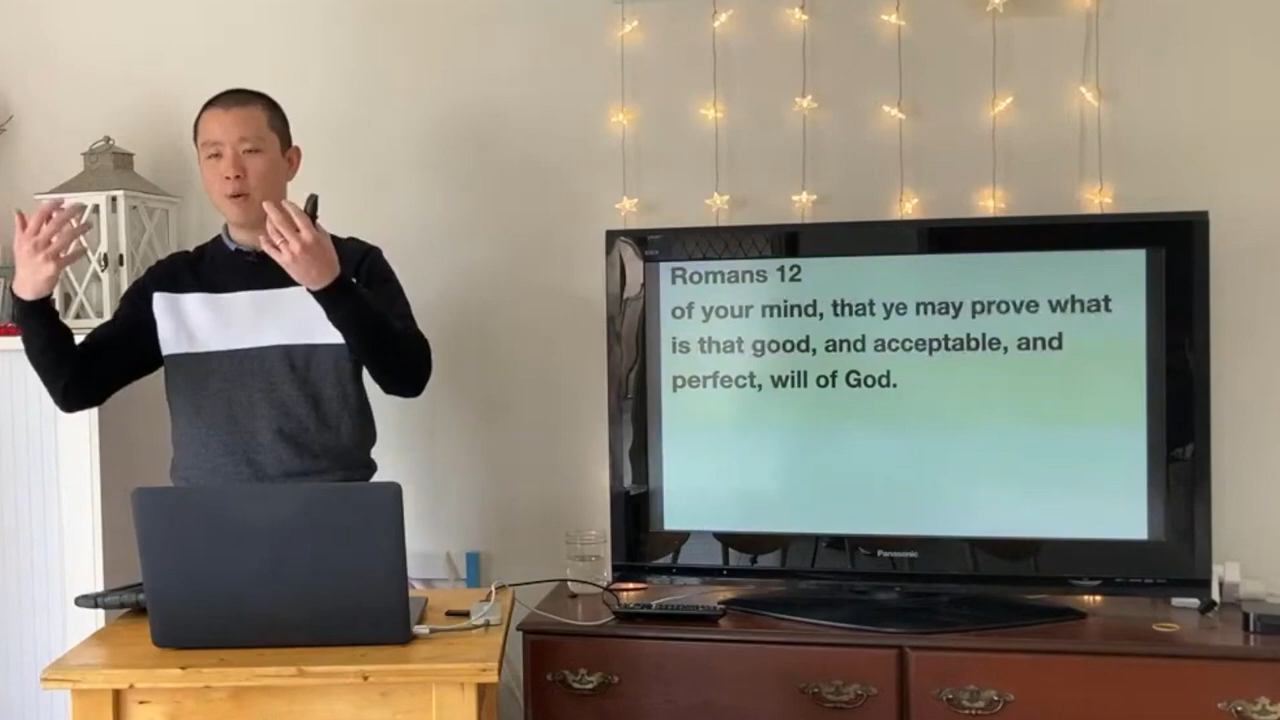 Romans 12
of your mind, that ye may prove what
is that good, and acceptable, and
perfect, will of God.
Panasonic